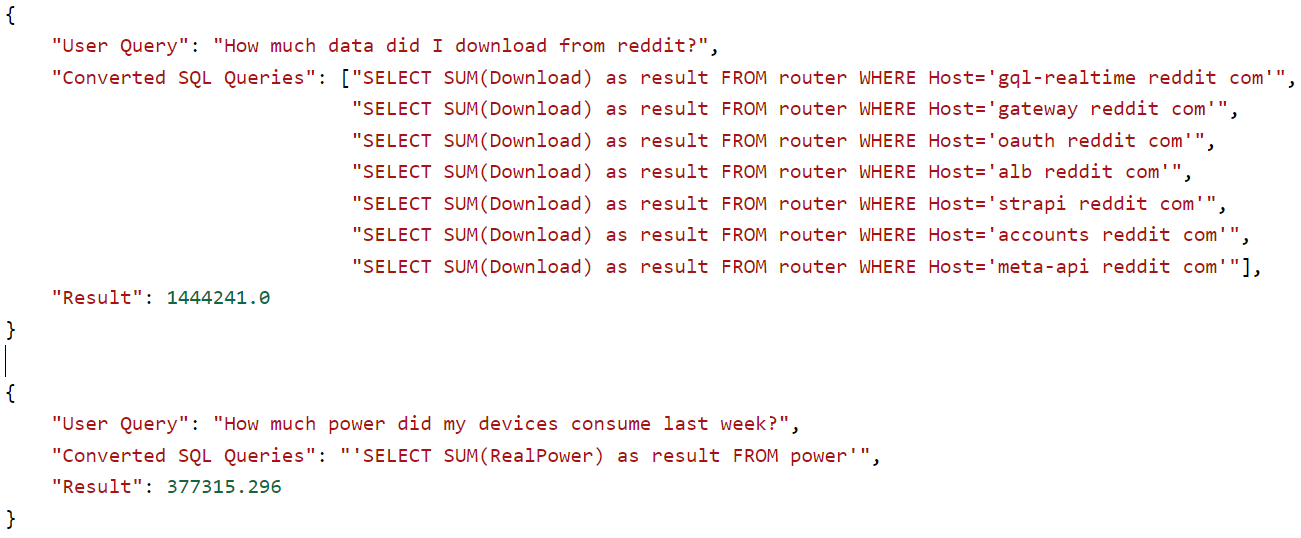 {
    "User Query": "How much data did I download from reddit?",
    "Converted SQL Queries": ["SELECT SUM(Download) as result FROM router WHERE Host='gql-realtime reddit com'",
                              "SELECT SUM(Download) as result FROM router WHERE Host='gateway reddit com'",
                              "SELECT SUM(Download) as result FROM router WHERE Host='oauth reddit com'",
                              "SELECT SUM(Download) as result FROM router WHERE Host='alb reddit com'",
                              "SELECT SUM(Download) as result FROM router WHERE Host='strapi reddit com'",
                              "SELECT SUM(Download) as result FROM router WHERE Host='accounts reddit com'",
                              "SELECT SUM(Download) as result FROM router WHERE Host='meta-api reddit com'"],
    "Result": 1444241.0
}
{
    "User Query": "How much power did my devices consume last week?",
    "Converted SQL Queries": "'SELECT SUM(RealPower) as result FROM power'",
    "Result": 377315.296
}